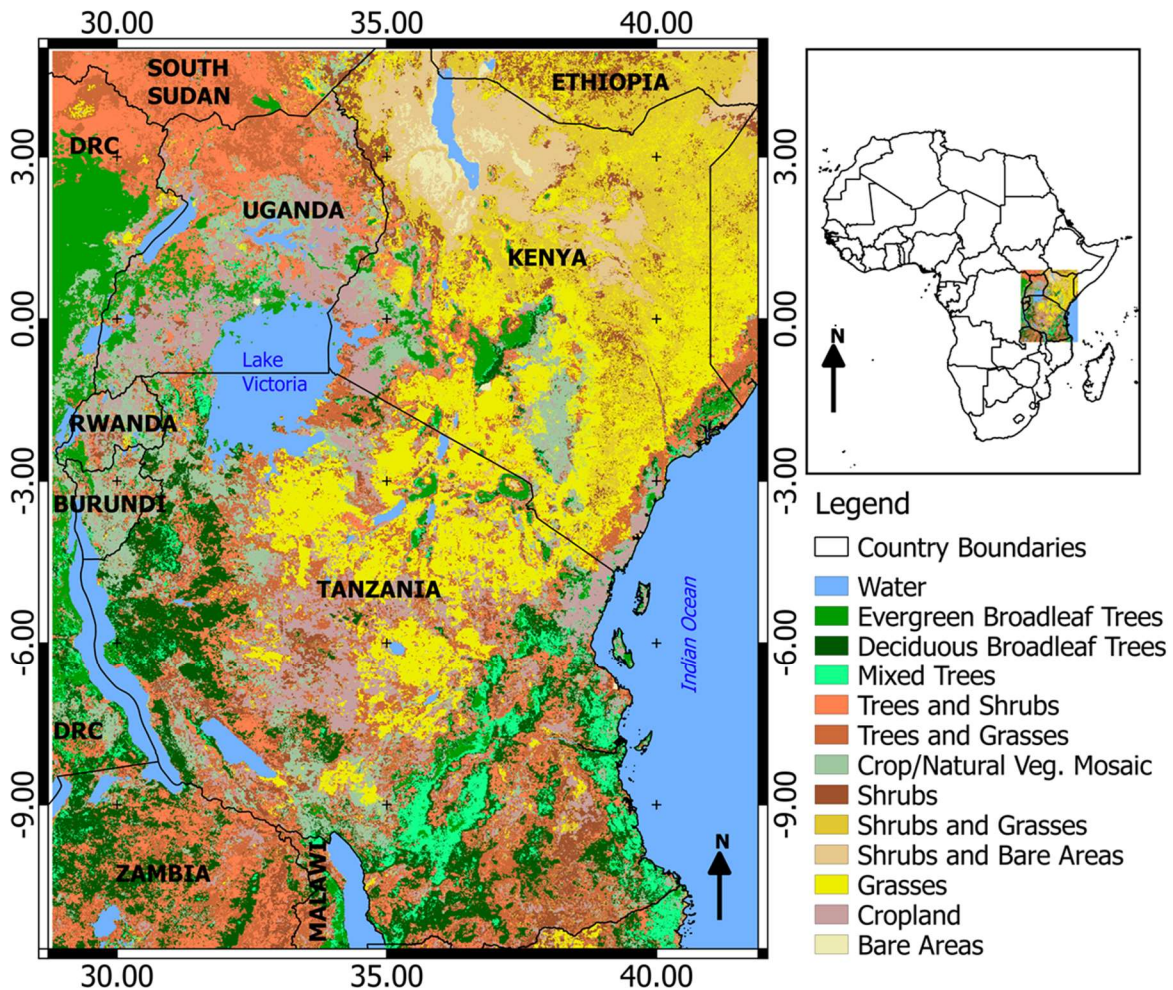 30.00 35.00 40.00
SOUTH
SUDAN
ETHIOPIA
DRC
3.00
3.00
UGANDA
KENYA
0.00
0.00
Lake
Victoria
RWANDA
-3.00
-3.00
BURUNDI
TANZANIA
Indian Ocean
-6.00
-6.00
DRC
-9.00
-9.00
ZAMBIA
MALAWI
N
30.00 35.00 40.00
N
Legend
Country Boundaries
Water
Evergreen Broadleaf Trees
Deciduous Broadleaf Trees
Mixed Trees
Trees and Shrubs
Trees and Grasses
Crop/Natural Veg. Mosaic
Shrubs
Shrubs and Grasses
Shrubs and Bare Areas
Grasses
Cropland
Bare Areas